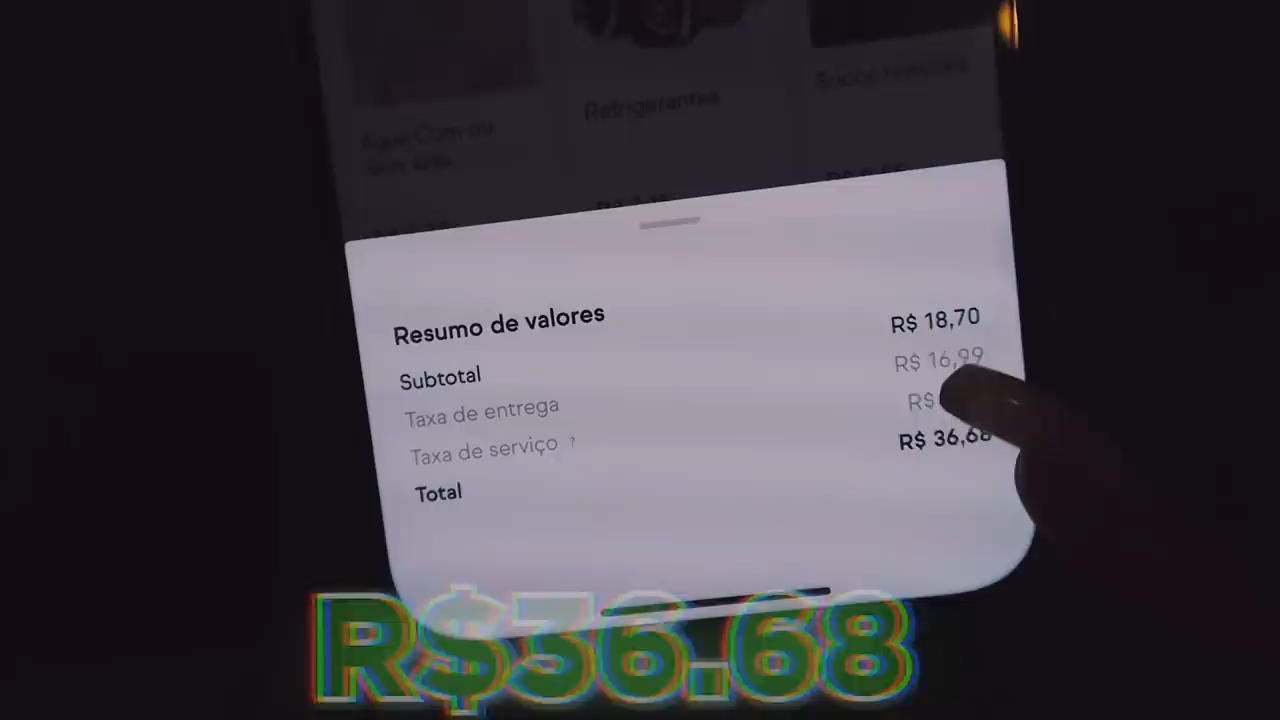 Refrigerantes
Resumo de valores
Subtotal R$ 18,70
Taxa de entrega R$ 16,99
Taxa de serviço ? R$
Total R$ 36,68
R$36.68